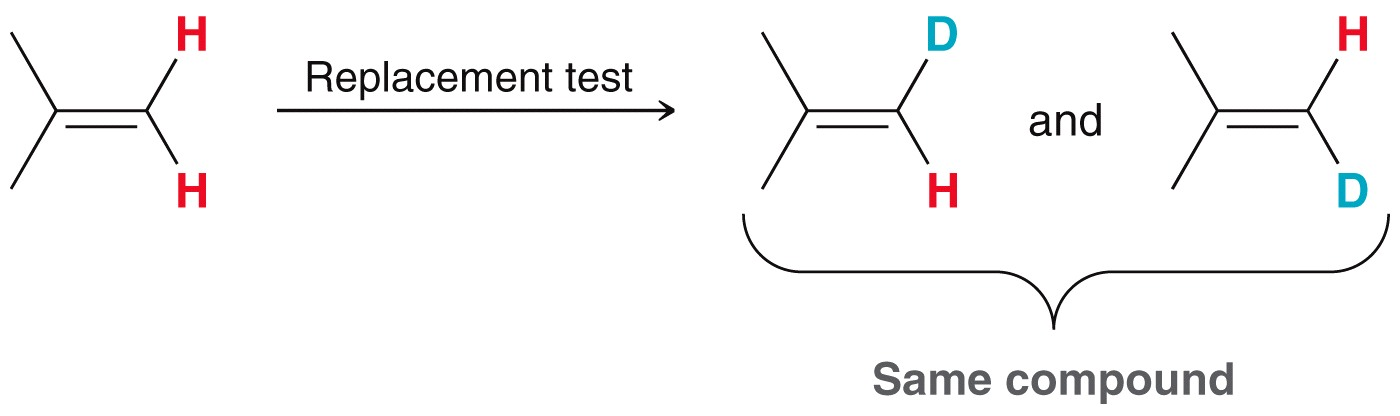 H D H
Replacement test
and
H H D
Same compound